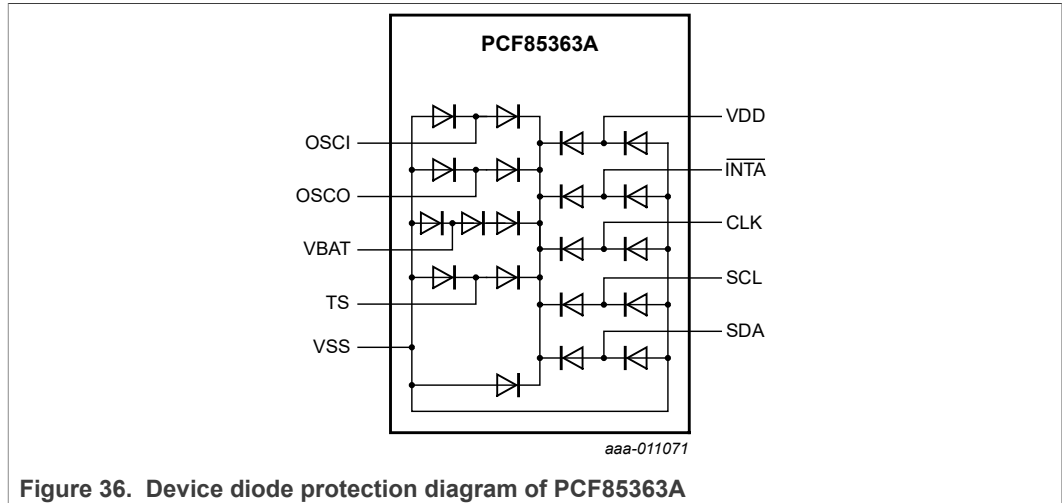 PCF85363A
OSCI
OSCO
VBAT
TS
VSS
VDD
INTA
CLK
SCL
SDA
aaa-011071
Figure 36. Device diode protection diagram of PCF85363A